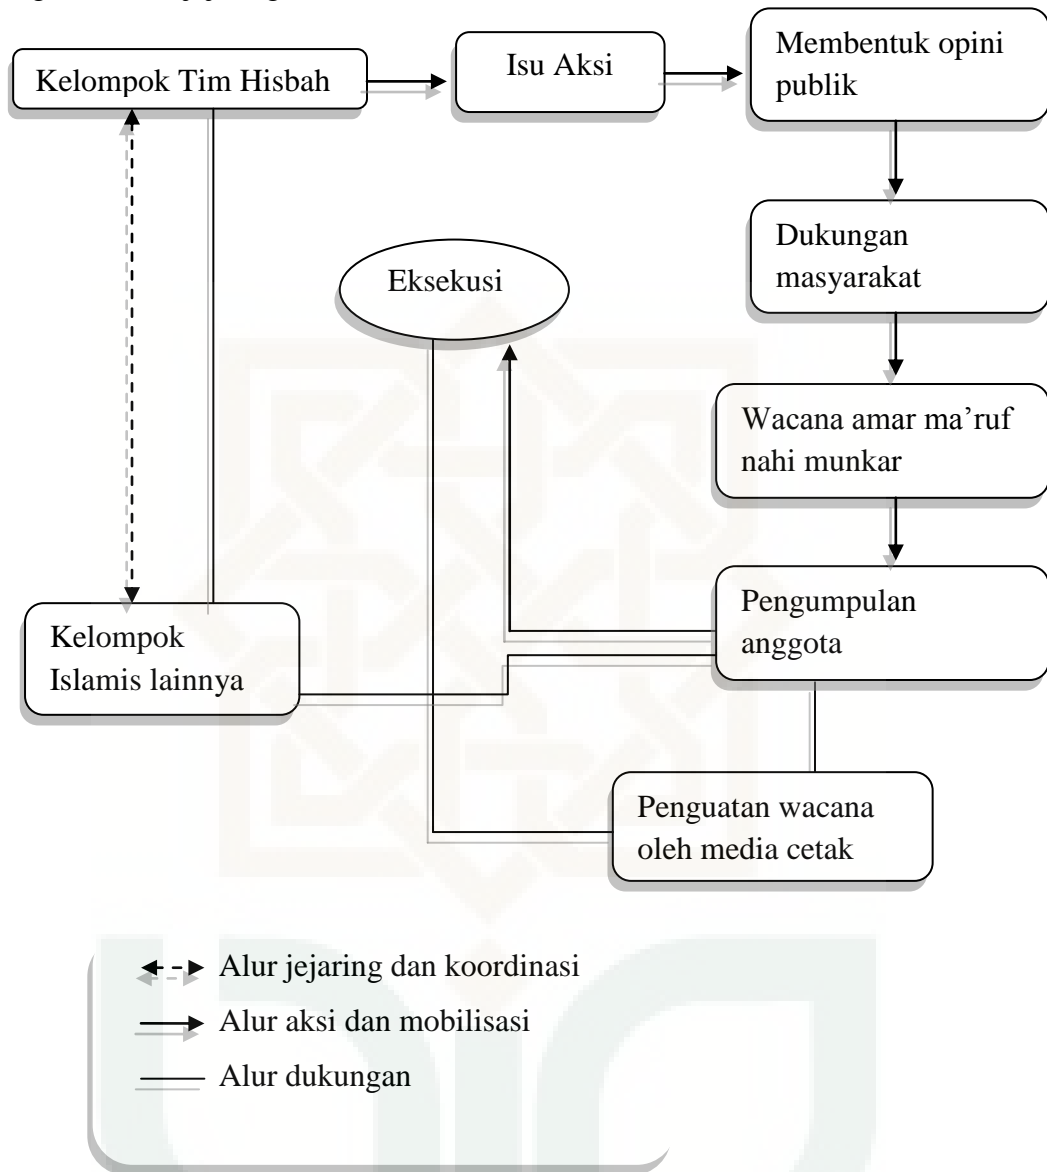 Kelompok Tim Hisbah
Isu Aksi
Membentuk opini
publik
Dukungan
masyarakat
Eksekusi
Wacana amar ma’ruf
nahi munkar
Pengumpulan
anggota
Kelompok
Islamis lainnya
Penguatan wacana
oleh media cetak
Alur jejaring dan koordinasi
Alur aksi dan mobilisasi
Alur dukungan